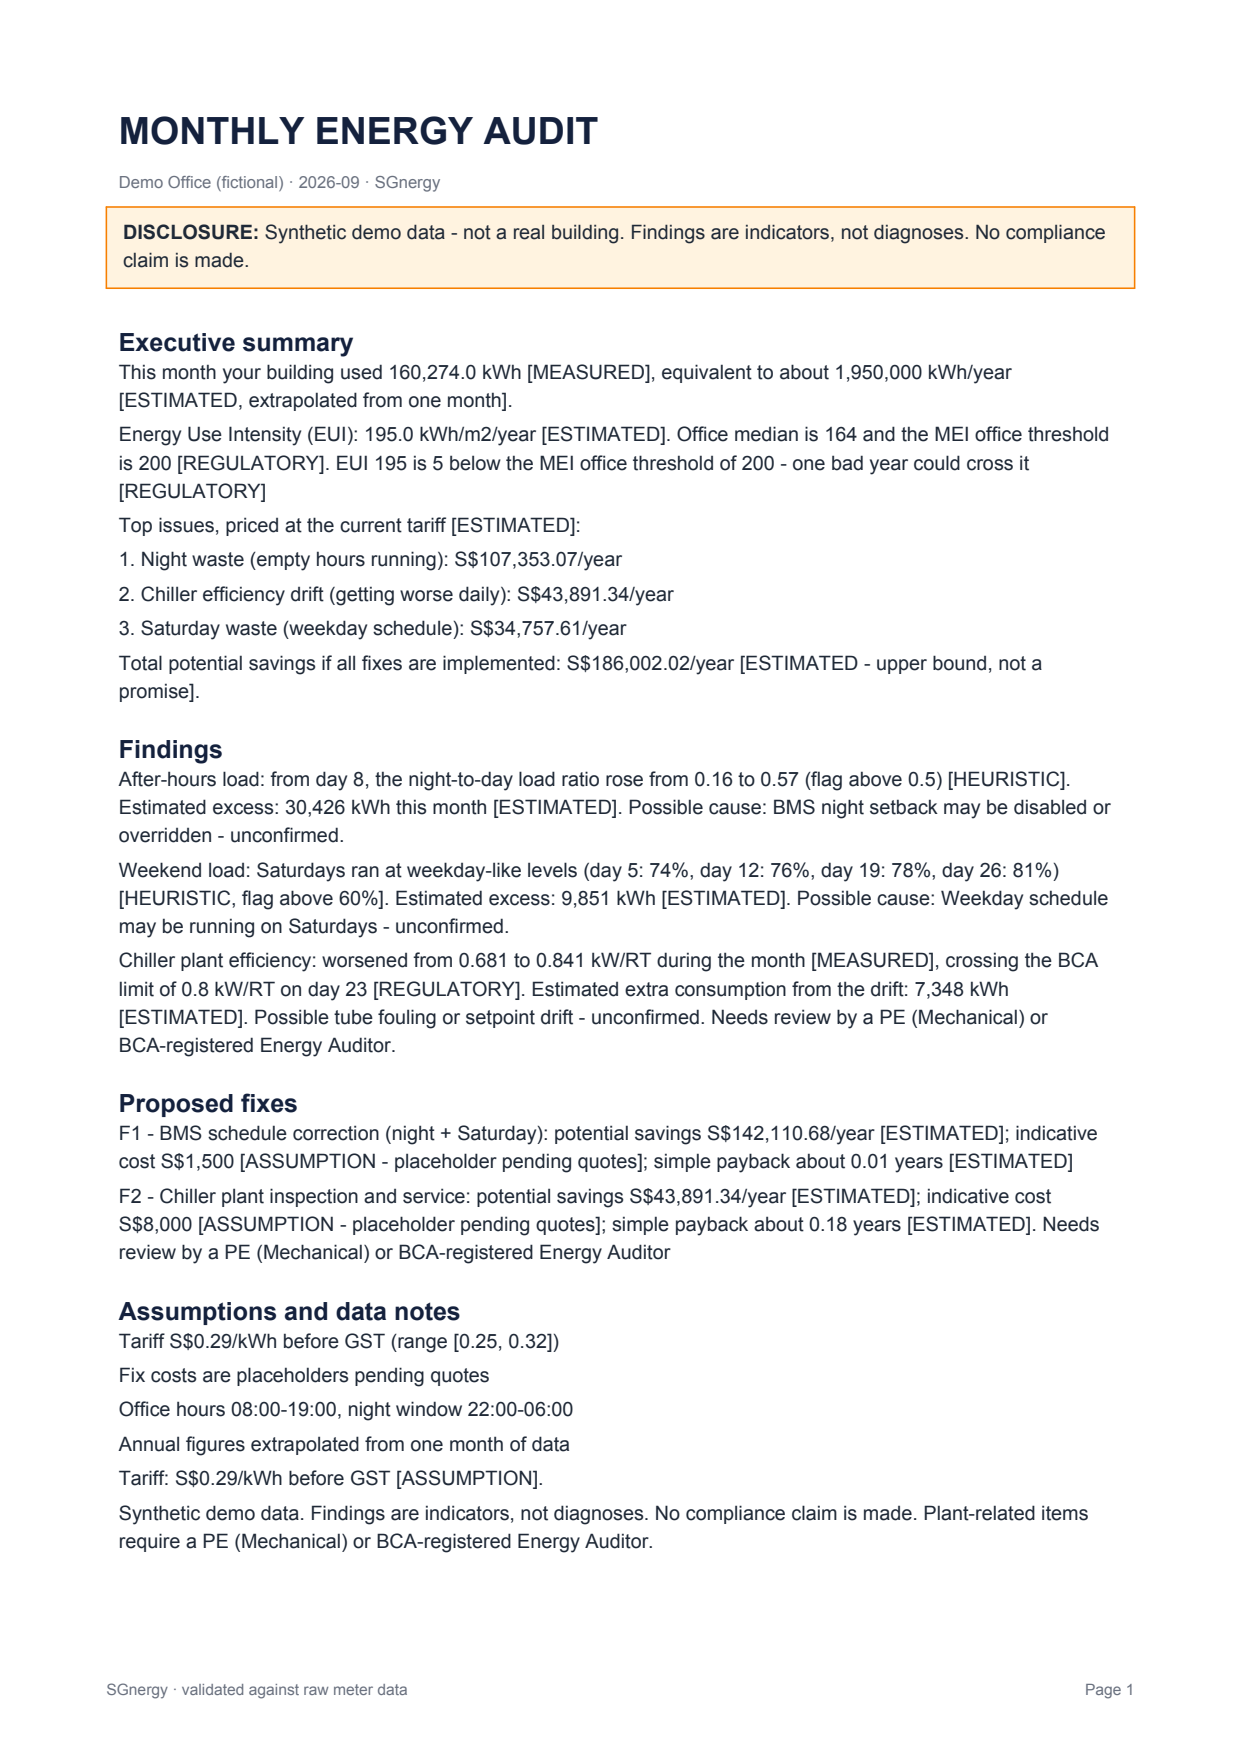 MONTHLY ENERGY AUDIT
Demo Office (fictional) · 2026-09 · SGnergy
DISCLOSURE: Synthetic demo data - not a real building. Findings are indicators, not diagnoses. No compliance
claim is made.
Executive summary
This month your building used 160,274.0 kWh [MEASURED], equivalent to about 1,950,000 kWh/year
[ESTIMATED, extrapolated from one month].
Energy Use Intensity (EUI): 195.0 kWh/m2/year [ESTIMATED]. Office median is 164 and the MEI office threshold
is 200 [REGULATORY]. EUI 195 is 5 below the MEI office threshold of 200 - one bad year could cross it
[REGULATORY]
Top issues, priced at the current tariff [ESTIMATED]:
1. Night waste (empty hours running): S$107,353.07/year
2. Chiller efficiency drift (getting worse daily): S$43,891.34/year
3. Saturday waste (weekday schedule): S$34,757.61/year
Total potential savings if all fixes are implemented: S$186,002.02/year [ESTIMATED - upper bound, not a
promise].
Findings
After-hours load: from day 8, the night-to-day load ratio rose from 0.16 to 0.57 (flag above 0.5) [HEURISTIC].
Estimated excess: 30,426 kWh this month [ESTIMATED]. Possible cause: BMS night setback may be disabled or
overridden - unconfirmed.
Weekend load: Saturdays ran at weekday-like levels (day 5: 74%, day 12: 76%, day 19: 78%, day 26: 81%)
[HEURISTIC, flag above 60%]. Estimated excess: 9,851 kWh [ESTIMATED]. Possible cause: Weekday schedule
may be running on Saturdays - unconfirmed.
Chiller plant efficiency: worsened from 0.681 to 0.841 kW/RT during the month [MEASURED], crossing the BCA
limit of 0.8 kW/RT on day 23 [REGULATORY]. Estimated extra consumption from the drift: 7,348 kWh
[ESTIMATED]. Possible tube fouling or setpoint drift - unconfirmed. Needs review by a PE (Mechanical) or
BCA-registered Energy Auditor.
Proposed fixes
F1 - BMS schedule correction (night + Saturday): potential savings S$142,110.68/year [ESTIMATED]; indicative
cost S$1,500 [ASSUMPTION - placeholder pending quotes]; simple payback about 0.01 years [ESTIMATED]
F2 - Chiller plant inspection and service: potential savings S$43,891.34/year [ESTIMATED]; indicative cost
S$8,000 [ASSUMPTION - placeholder pending quotes]; simple payback about 0.18 years [ESTIMATED]. Needs
review by a PE (Mechanical) or BCA-registered Energy Auditor
Assumptions and data notes
Tariff S$0.29/kWh before GST (range [0.25, 0.32])
Fix costs are placeholders pending quotes
Office hours 08:00-19:00, night window 22:00-06:00
Annual figures extrapolated from one month of data
Tariff: S$0.29/kWh before GST [ASSUMPTION].
Synthetic demo data. Findings are indicators, not diagnoses. No compliance claim is made. Plant-related items
require a PE (Mechanical) or BCA-registered Energy Auditor.
SGnergy · validated against raw meter data
Page 1